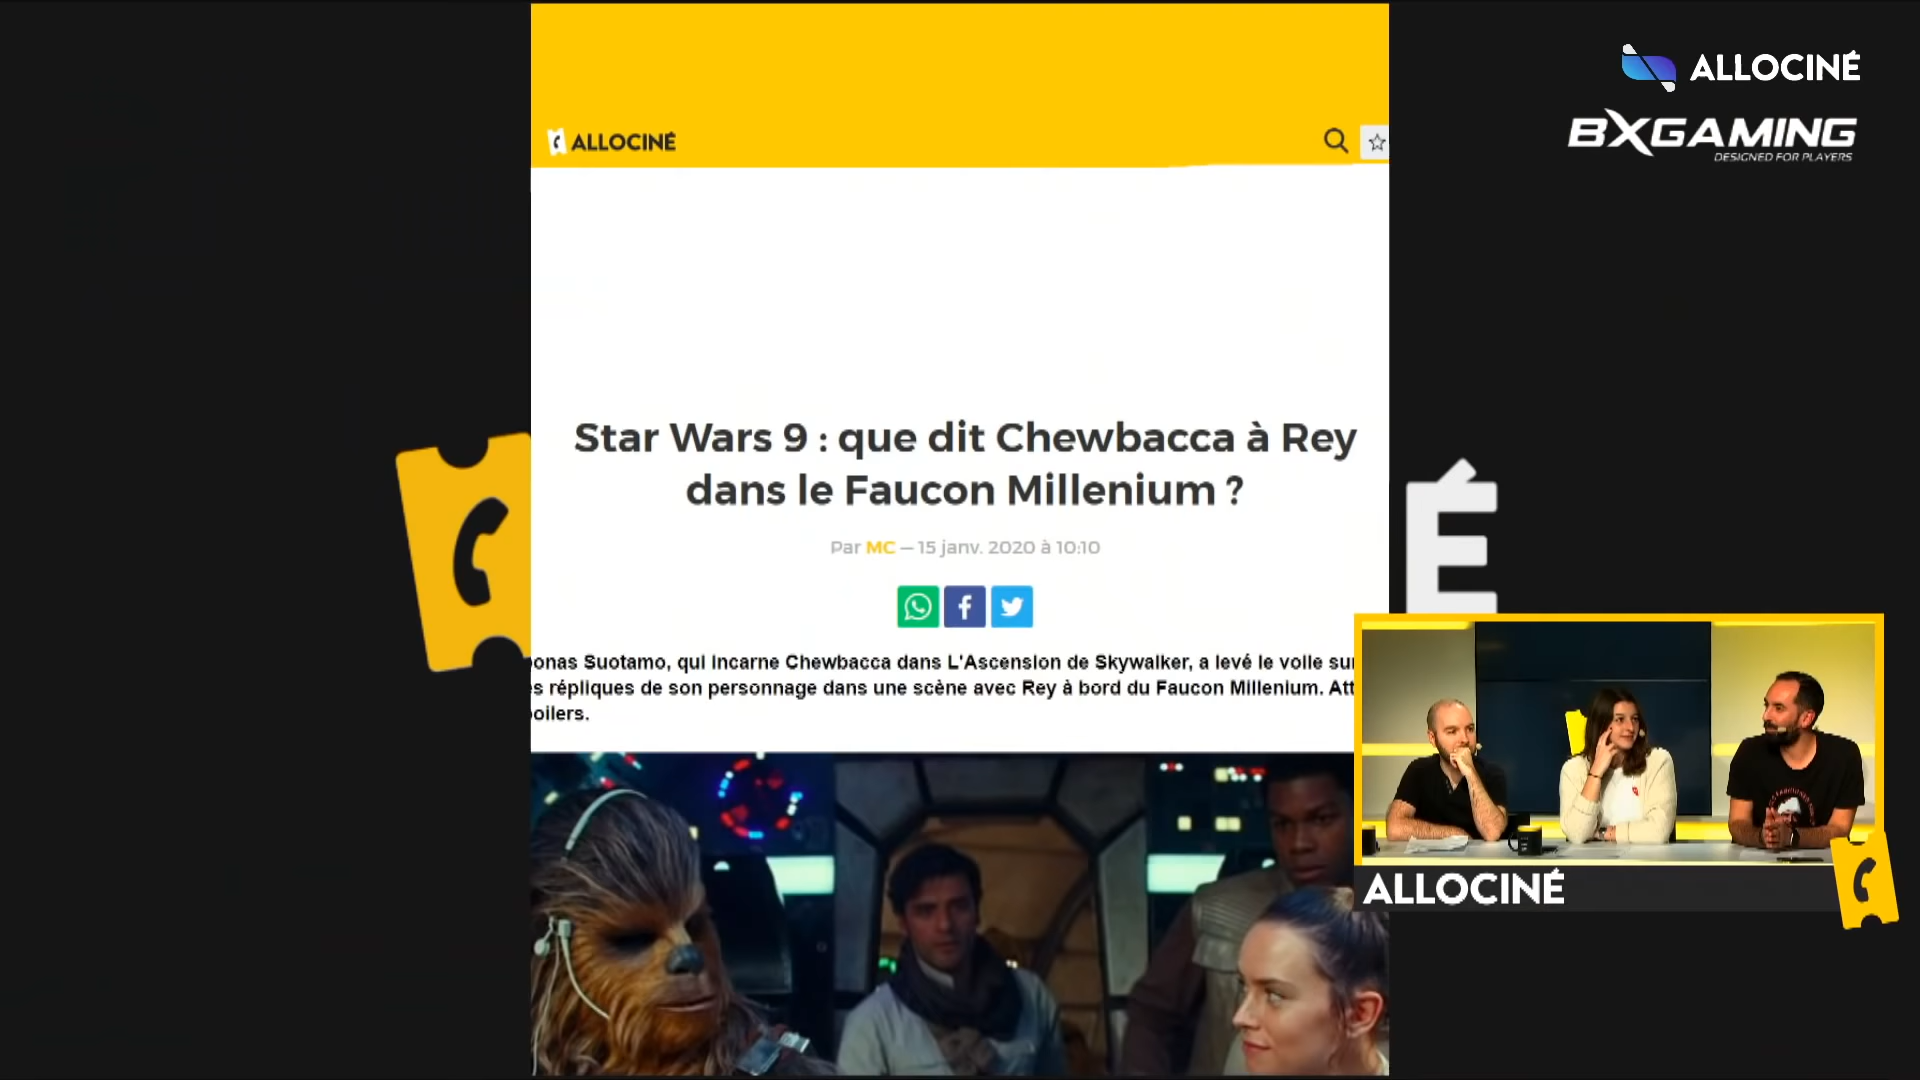 ALLOCINÉ
BXGAMING
DESIGNED FOR PLAYERS
ALLOCINÉ
Star Wars 9 : que dit Chewbacca à Rey
dans le Faucon Millenium ?
Par MC — 15 janv. 2020 à 10:10
onas Suotamo, qui incarne Chewbacca dans L'Ascension de Skywalker, a levé le voile sur
s répliques de son personnage dans une scène avec Rey à bord du Faucon Millenium. Att
oilers.
É
ALLOCINÉ